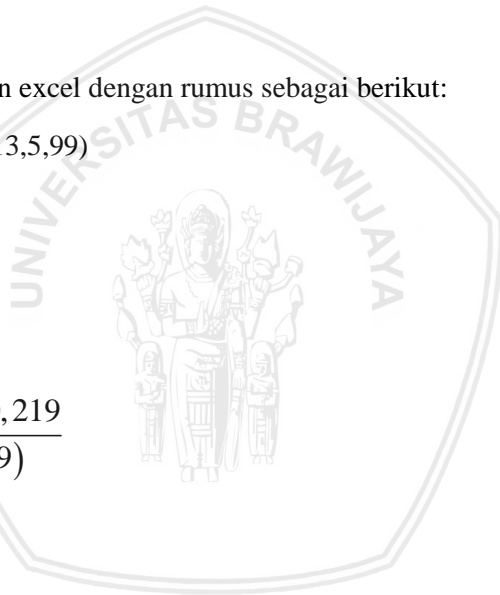 n excel dengan rumus sebagai berikut:
UNIVERSITAS BRAWIJAYA
3,5,99)
,219
9)